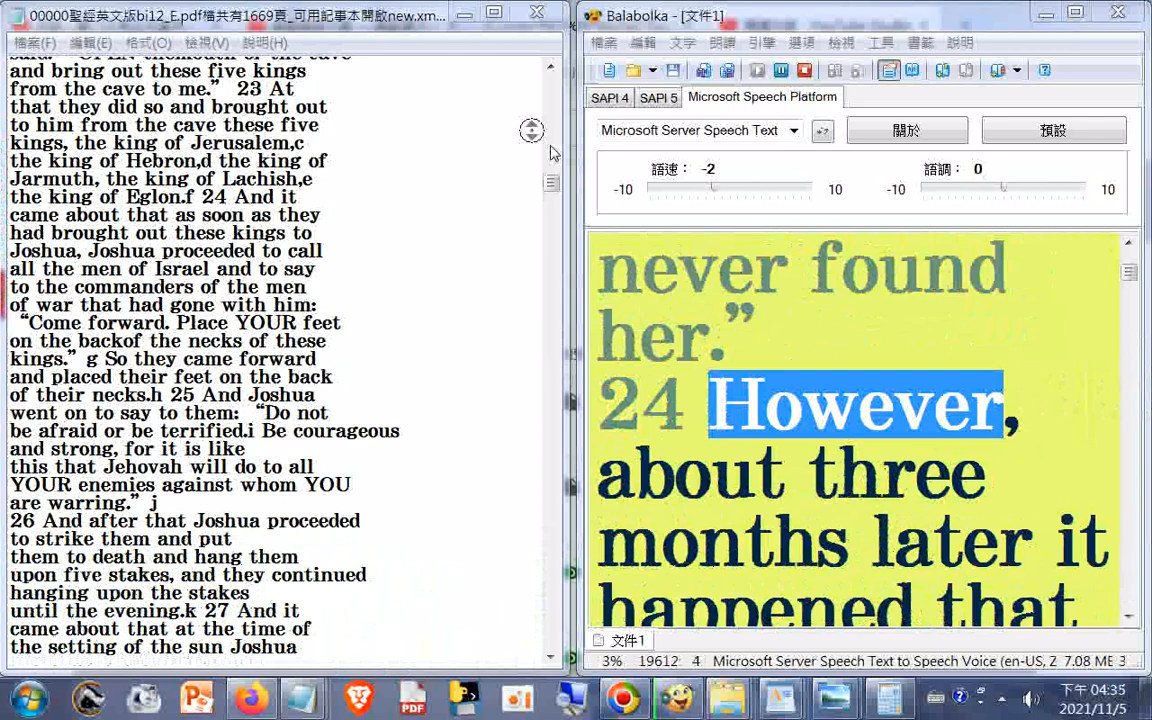 00000聖經英文版bi12_E.pdf檔共有1669頁_可用記事本開啟new.xm...
檔案(F) 編輯(E) 格式(O) 檢視(V) 說明(H)
and bring out these five kings
from the cave to me.” 23 At
that they did so and brought out
to him from the cave these five
kings, the king of Jerusalem,c
the king of Hebron,d the king of
Jarmuth, the king of Lachish,e
the king of Eglon.f 24 And it
came about that as soon as they
had brought out these kings to
Joshua, Joshua proceeded to call
all the men of Israel and to say
to the commanders of the men
of war that had gone with him:
“Come forward. Place YOUR feet
on the backof the necks of these
kings.” g So they came forward
and placed their feet on the back
of their necks.h 25 And Joshua
went on to say to them: “Do not
be afraid or be terrified.i Be courageous
and strong, for it is like
this that Jehovah will do to all
YOUR enemies against whom YOU
are warring.” j
26 And after that Joshua proceeded
to strike them and put
them to death and hang them
upon five stakes, and they continued
hanging upon the stakes
until the evening.k 27 And it
came about that at the time of
the setting of the sun Joshua
Balabolka - [文件1]
檔案 編輯 文字 朗讀 引擎 選項 檢視 工具 書籤 說明
SAPI 4 SAPI 5 Microsoft Speech Platform
Microsoft Server Speech Text 關於 預設
語速： -2 語調： 0
-10 10 -10 10
never found
her.”
24 However,
about three
months later it
happened that
文件1
3% 19612: 4 Microsoft Server Speech Text to Speech Voice (en-US, Z 7.08 ME 3
下午 04:35
2021/11/5